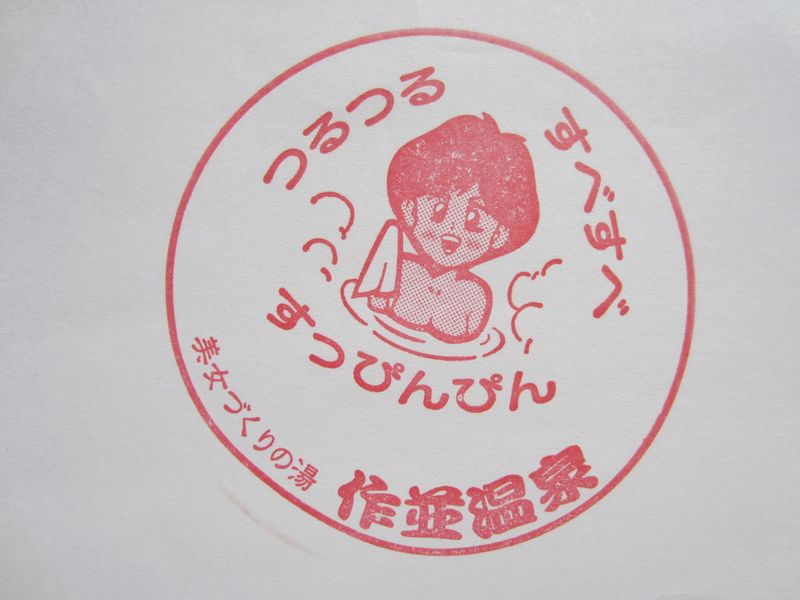 つるつる
すべすべ
すっぴんぴん
美女づくりの湯
作並温泉